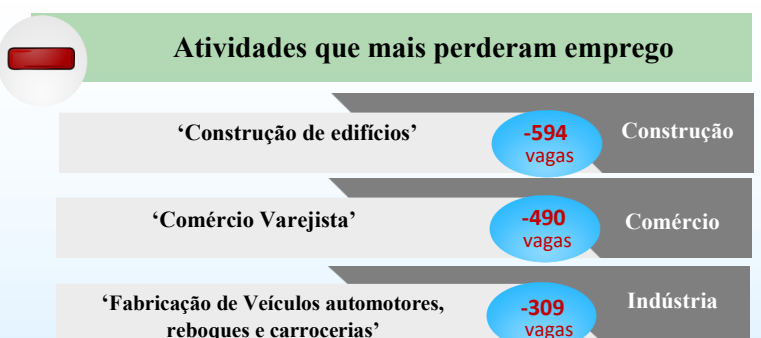 Atividades que mais perderam emprego
‘Construção de edifícios’
-594
vagas
Construção
‘Comércio Varejista’
-490
vagas
Comércio
‘Fabricação de Veículos automotores,
reboques e carrocerias’
-309
vagas
Indústria